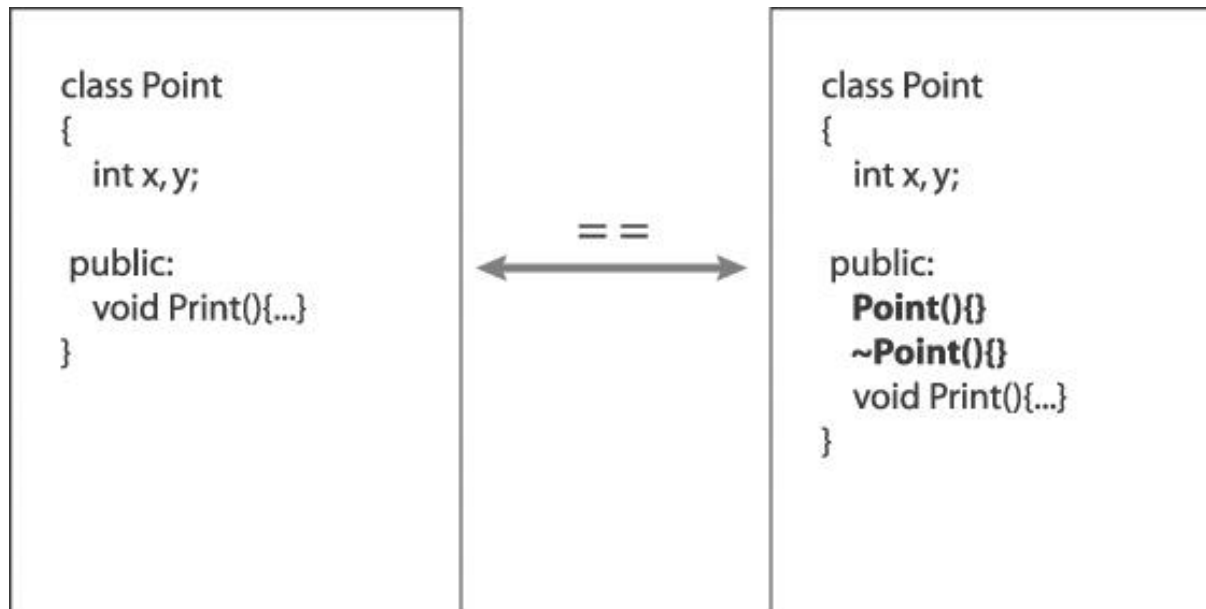 class Point
{
int x, y;
public:
void Print(){...}
}
==
class Point
{
int x, y;
public:
Point(){}
~Point(){}
void Print(){...}
}